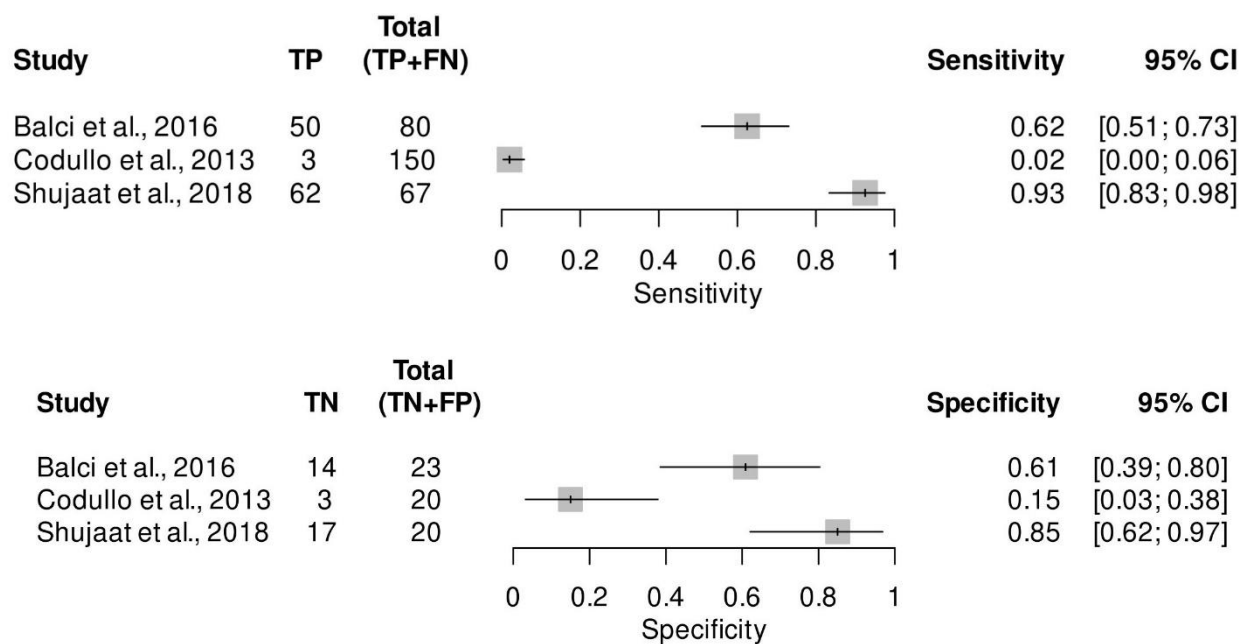 Total
Study TP (TP+FN) Sensitivity 95% CI
Balci et al., 2016 50 80 0.62 [0.51; 0.73]
Codullo et al., 2013 3 150 0.02 [0.00; 0.06]
Shujaat et al., 2018 62 67 0.93 [0.83; 0.98]
0 0.2 0.4 0.6 0.8 1
Sensitivity
Total
Study TN (TN+FP) Specificity 95% CI
Balci et al., 2016 14 23 0.61 [0.39; 0.80]
Codullo et al., 2013 3 20 0.15 [0.03; 0.38]
Shujaat et al., 2018 17 20 0.85 [0.62; 0.97]
0 0.2 0.4 0.6 0.8 1
Specificity